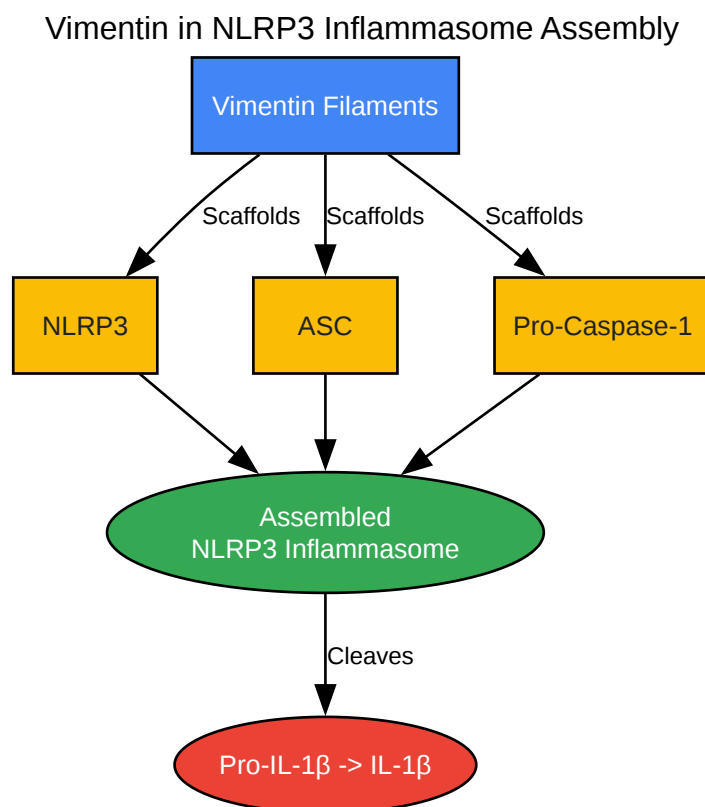 Vimentin in NLRP3 Inflammasome Assembly
Vimentin Filaments
Scaffolds
Scaffolds
Scaffolds
NLRP3
ASC
Pro-Caspase-1
Assembled
NLRP3 Inflammasome
Cleaves
Pro-IL-1β -> IL-1β